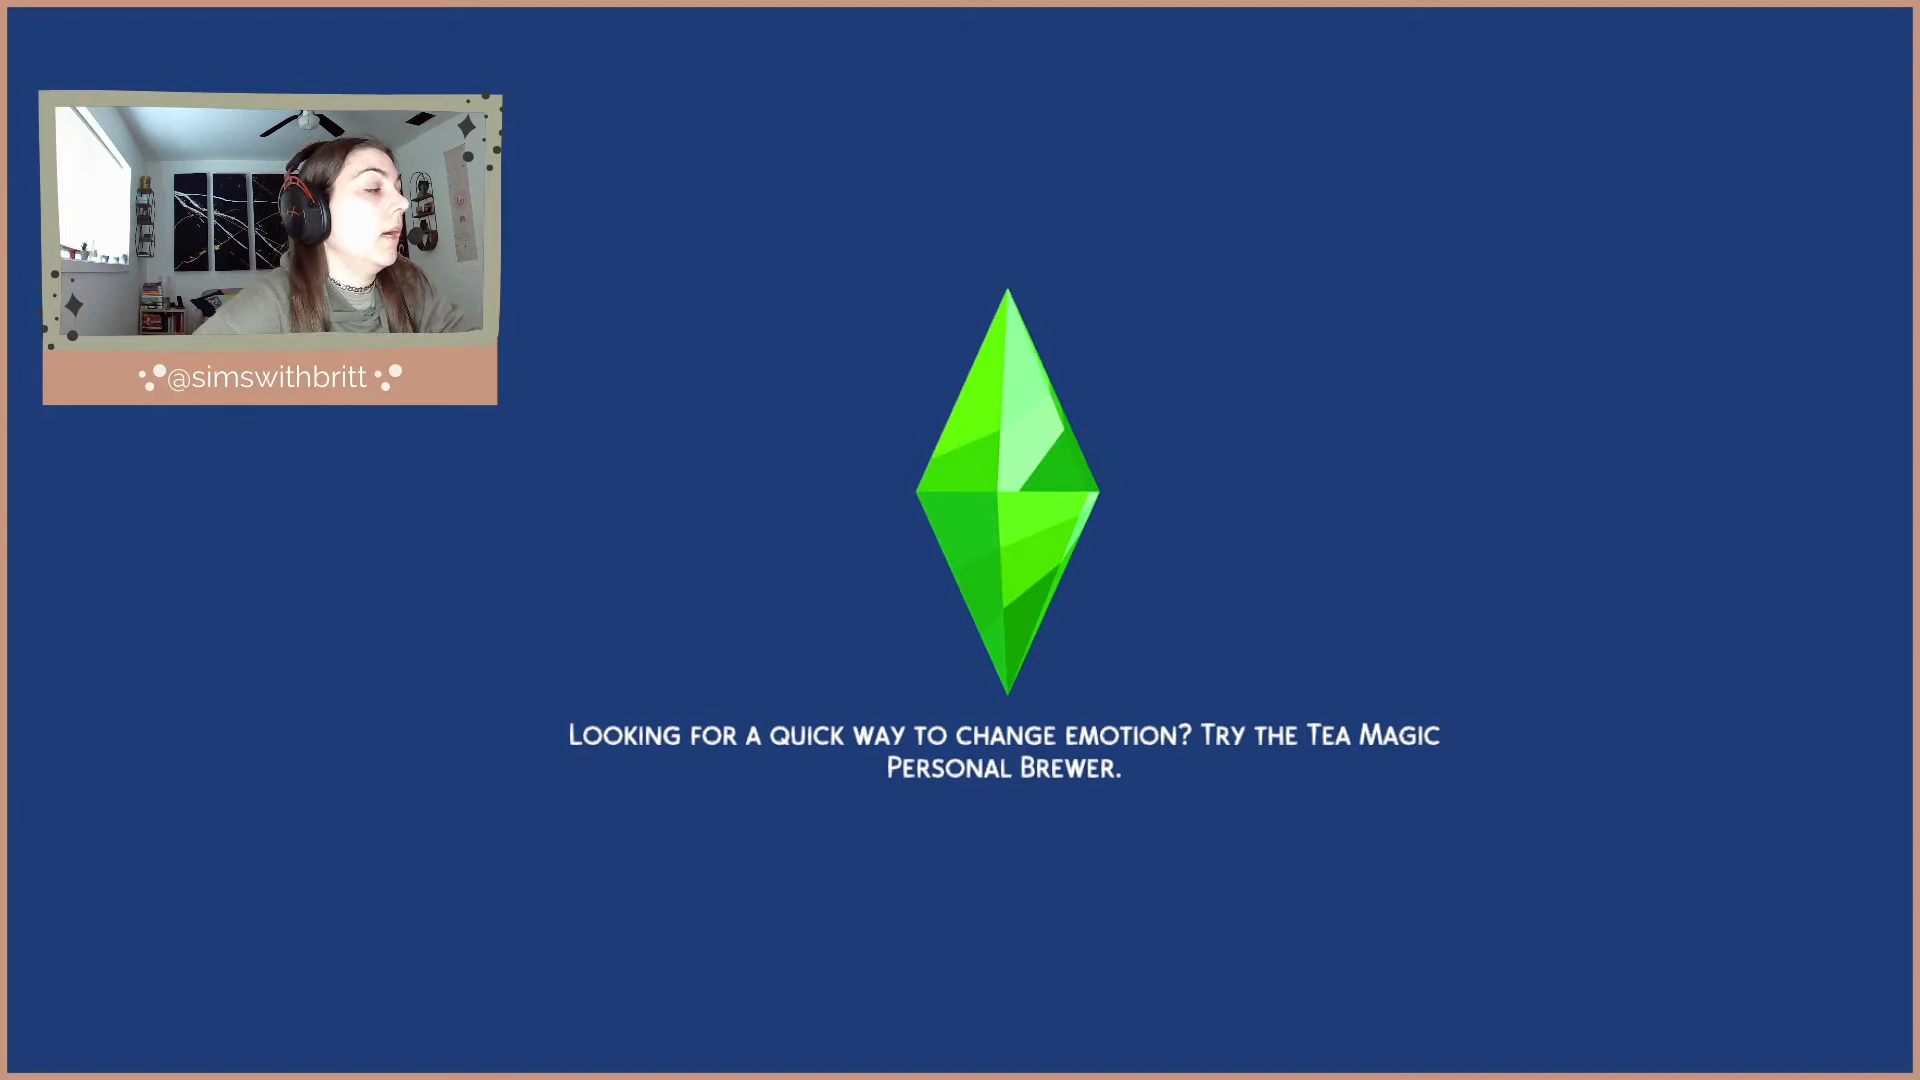 @simswithbritt
Looking for a quick way to change emotion? Try the Tea Magic
Personal Brewer.